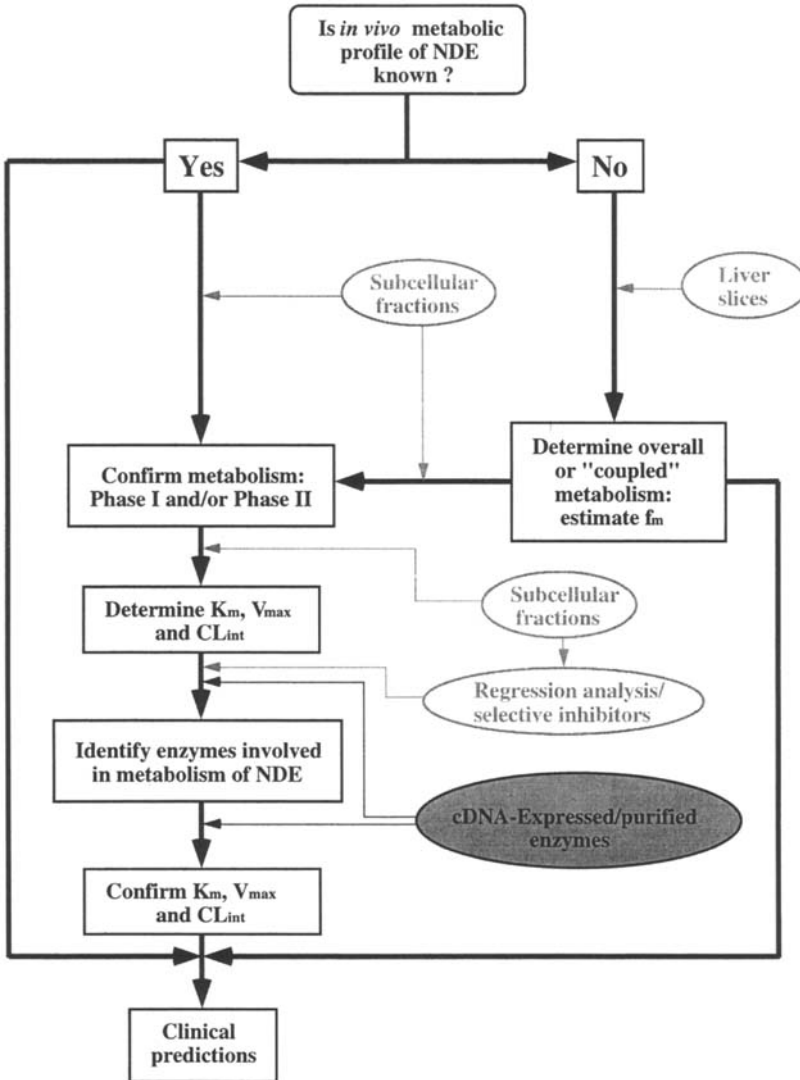 Is in vivo metabolic
profile of NDE
known ?
Yes
No
Subcellular
fractions
Liver
slices
Confirm metabolism:
Phase I and/or Phase II
Determine overall
or "coupled"
metabolism:
estimate fm
Determine Km, Vmax
and CLint
Subcellular
fractions
Regression analysis/
selective inhibitors
Identify enzymes involved
in metabolism of NDE
cDNA-Expressed/purified
enzymes
Confirm Km, Vmax
and CLint
Clinical
predictions